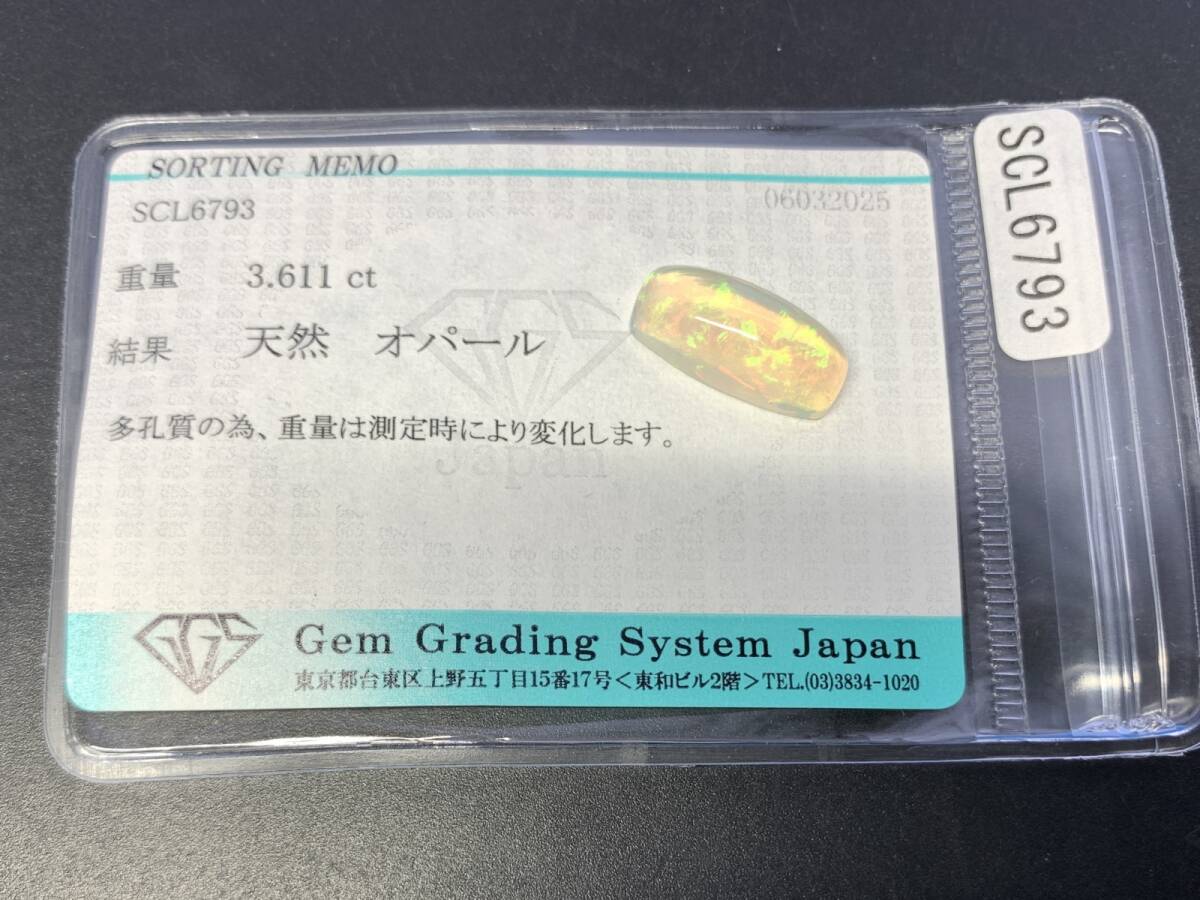 SORTING MEMO
SCL6793
06032025
重量 3.611 ct
結果 天然 オパール
多孔質の為、重量は測定時により変化します。
GGS
Japan
GGS
Gem Grading System Japan
東京都台東区上野五丁目15番17号<東和ビル2階>TEL.(03)3834-1020
SCL6793